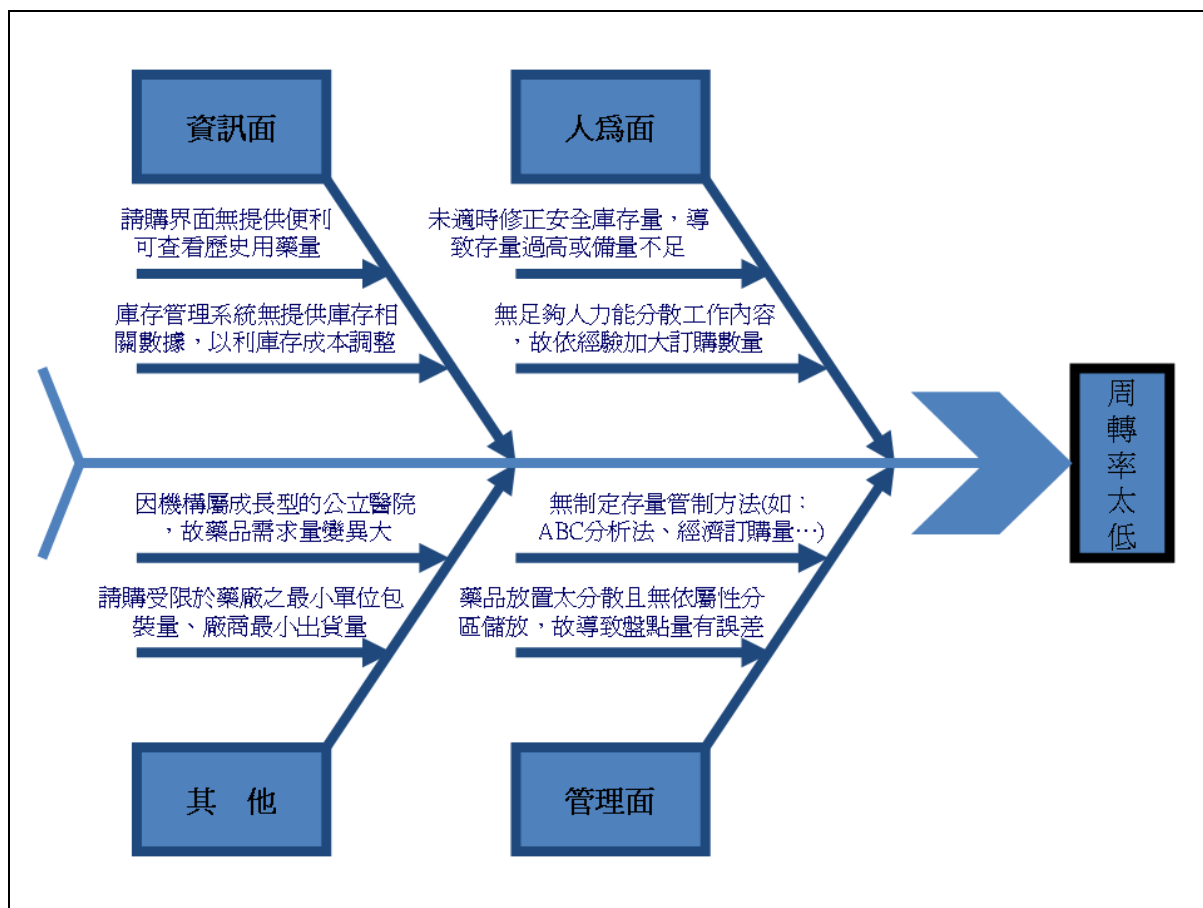 資訊面
請購界面無提供便利
可查看歷史用藥量
庫存管理系統無提供庫存相
關數據，以利庫存成本調整
人為面
未適時修正安全庫存量，導
致存量過高或備量不足
無足夠人力能分散工作內容
，故依經驗加大訂購數量
周
轉
率
太
低
因機構屬成長型的公立醫院
，故藥品需求量變異大
請購受限於藥廠之最小單位包
裝量、廠商最小出貨量
其　他
無制定存量管制方法(如：
ABC分析法、經濟訂購量…)
藥品放置太分散且無依屬性分
區儲放，故導致盤點量有誤差
管理面